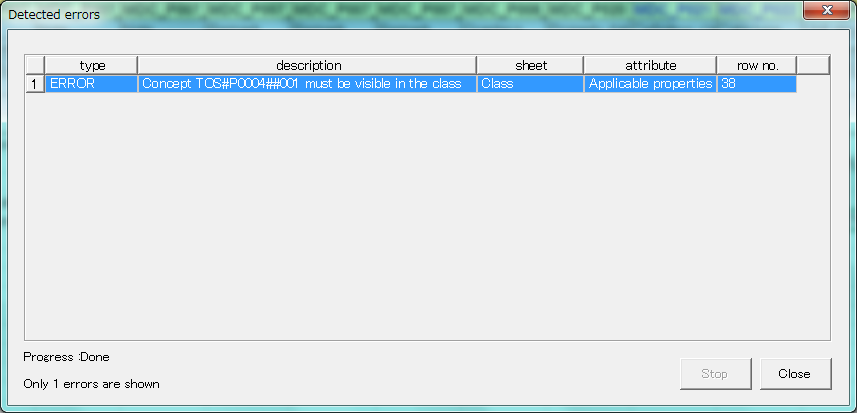 Detected errors
type description sheet attribute row no.
1 ERROR Concept TCS#P0004##001 must be visible in the class Class Applicable properties 38
Progress :Done
Only 1 errors are shown
Stop Close